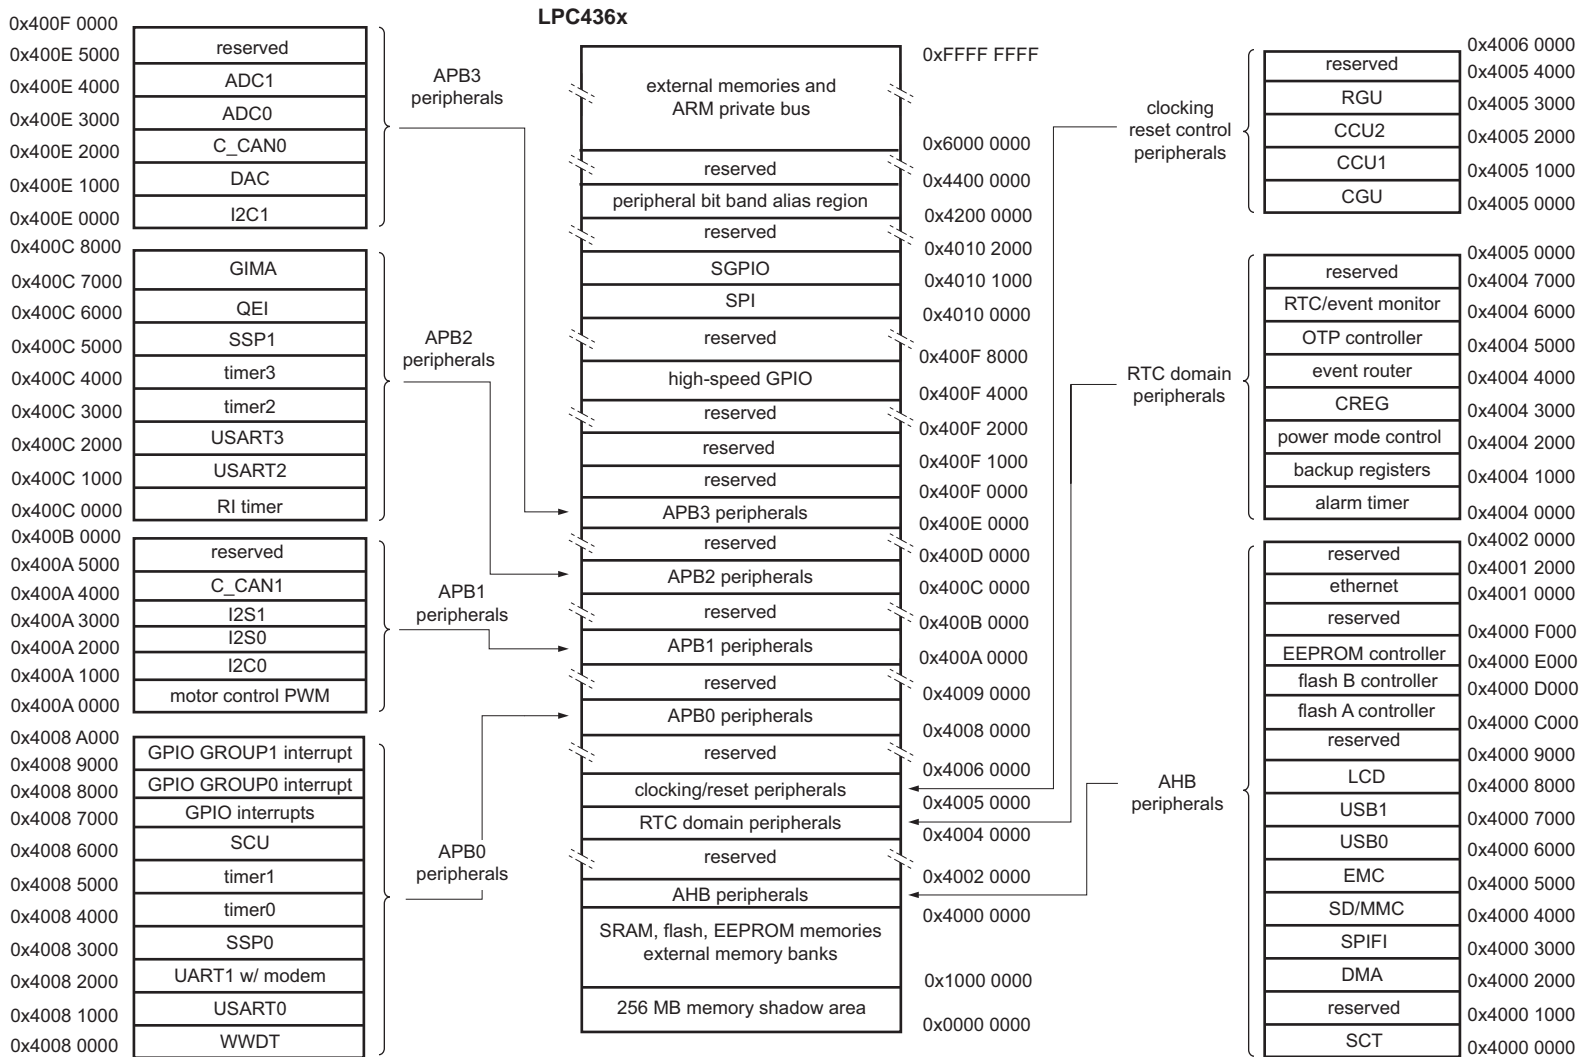 LPC436x
0x400F 0000
reserved
0x400E 5000
ADC1
0x400E 4000
ADC0
0x400E 3000
C_CAN0
0x400E 2000
DAC
0x400E 1000
I2C1
0x400E 0000
APB3
peripherals
0x400C 8000
GIMA
0x400C 7000
QEI
0x400C 6000
SSP1
0x400C 5000
timer3
0x400C 4000
timer2
0x400C 3000
USART3
0x400C 2000
USART2
0x400C 1000
RI timer
0x400C 0000
APB2
peripherals
0x400B 0000
reserved
0x400A 5000
C_CAN1
0x400A 4000
I2S1
0x400A 3000
I2S0
0x400A 2000
I2C0
0x400A 1000
motor control PWM
0x400A 0000
APB1
peripherals
0x4008 A000
GPIO GROUP1 interrupt
0x4008 9000
GPIO GROUP0 interrupt
0x4008 8000
GPIO interrupts
0x4008 7000
SCU
0x4008 6000
timer1
0x4008 5000
timer0
0x4008 4000
SSP0
0x4008 3000
UART1 w/ modem
0x4008 2000
USART0
0x4008 1000
WWDT
0x4008 0000
APB0
peripherals
0xFFFF FFFF
external memories and
ARM private bus
0x6000 0000
reserved
0x4400 0000
peripheral bit band alias region
0x4200 0000
reserved
0x4010 2000
SGPIO
0x4010 1000
SPI
0x4010 0000
reserved
0x400F 8000
high-speed GPIO
0x400F 4000
reserved
0x400F 2000
reserved
0x400F 1000
reserved
0x400F 0000
APB3 peripherals
0x400E 0000
reserved
0x400D 0000
APB2 peripherals
0x400C 0000
reserved
0x400B 0000
APB1 peripherals
0x400A 0000
reserved
0x4009 0000
APB0 peripherals
0x4008 0000
reserved
0x4006 0000
clocking/reset peripherals
0x4005 0000
RTC domain peripherals
0x4004 0000
reserved
0x4002 0000
AHB peripherals
0x4000 0000
SRAM, flash, EEPROM memories
external memory banks
0x1000 0000
256 MB memory shadow area
0x0000 0000
clocking
reset control
peripherals
0x4006 0000
reserved
0x4005 4000
RGU
0x4005 3000
CCU2
0x4005 2000
CCU1
0x4005 1000
CGU
0x4005 0000
RTC domain
peripherals
0x4005 0000
reserved
0x4004 7000
RTC/event monitor
0x4004 6000
OTP controller
0x4004 5000
event router
0x4004 4000
CREG
0x4004 3000
power mode control
0x4004 2000
backup registers
0x4004 1000
alarm timer
0x4004 0000
AHB
peripherals
0x4002 0000
reserved
0x4001 2000
ethernet
0x4001 0000
reserved
0x4000 F000
EEPROM controller
0x4000 E000
flash B controller
0x4000 D000
flash A controller
0x4000 C000
reserved
0x4000 9000
LCD
0x4000 8000
USB1
0x4000 7000
USB0
0x4000 6000
EMC
0x4000 5000
SD/MMC
0x4000 4000
SPIFI
0x4000 3000
DMA
0x4000 2000
reserved
0x4000 1000
SCT
0x4000 0000